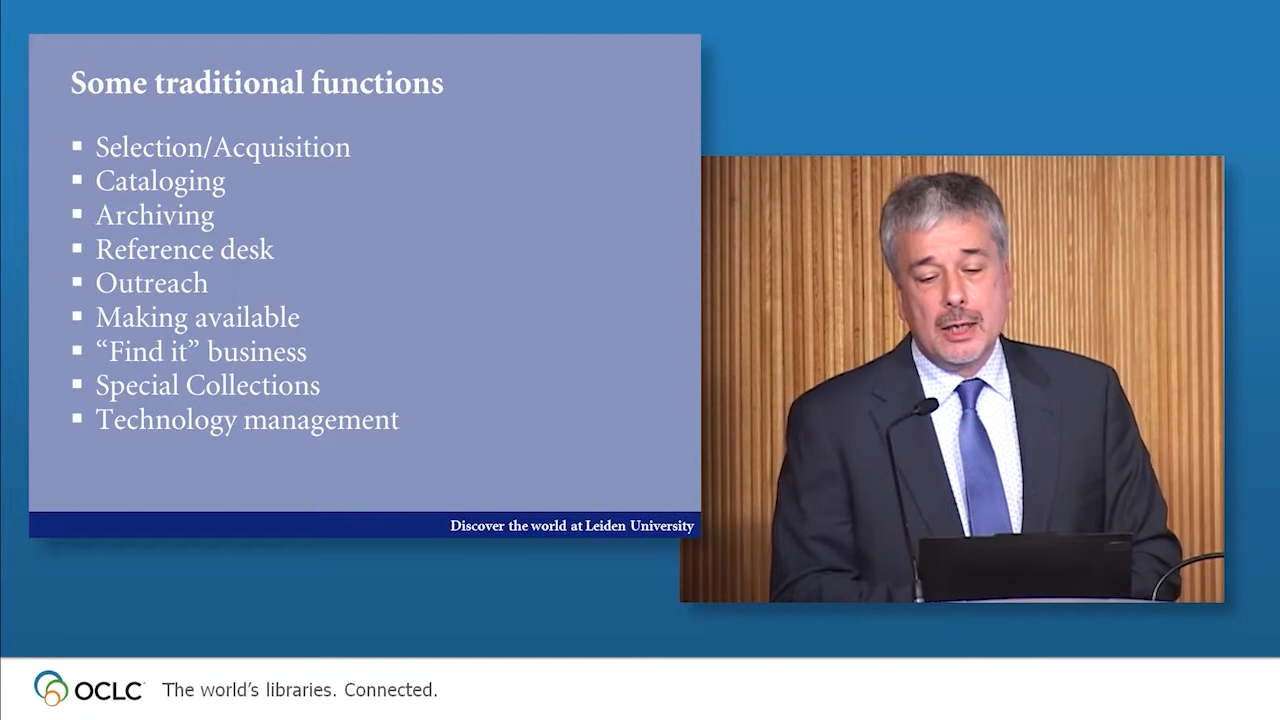 Some traditional functions
▪ Selection/Acquisition
▪ Cataloging
▪ Archiving
▪ Reference desk
▪ Outreach
▪ Making available
▪ “Find it” business
▪ Special Collections
▪ Technology management
Discover the world at Leiden University
OCLC The world’s libraries. Connected.